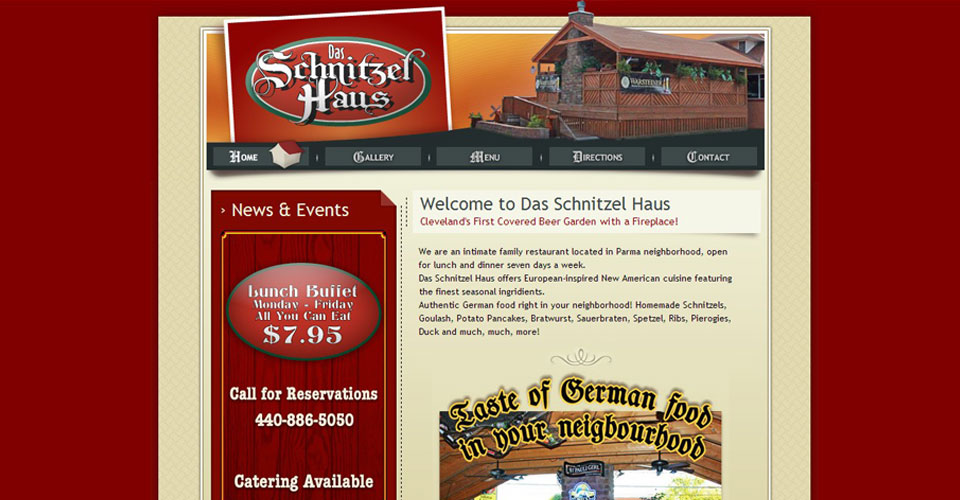 Das
Schnitzel
Haus
WARSTEINER
Home
Gallery
Menu
Directions
Contact
› News & Events
Lunch Buffet
Monday - Friday
All You Can Eat
$7.95
Call for Reservations
440-886-5050
Catering Available
Welcome to Das Schnitzel Haus
Cleveland's First Covered Beer Garden with a Fireplace!
We are an intimate family restaurant located in Parma neighborhood, open
for lunch and dinner seven days a week.
Das Schnitzel Haus offers European-inspired New American cuisine featuring
the finest seasonal ingridients.
Authentic German food right in your neighborhood! Homemade Schnitzels,
Goulash, Potato Pancakes, Bratwurst, Sauerbraten, Spetzel, Ribs, Pierogies,
Duck and much, much, more!
Taste of German food
in your neigbourhood
ST. PAULI GIRL